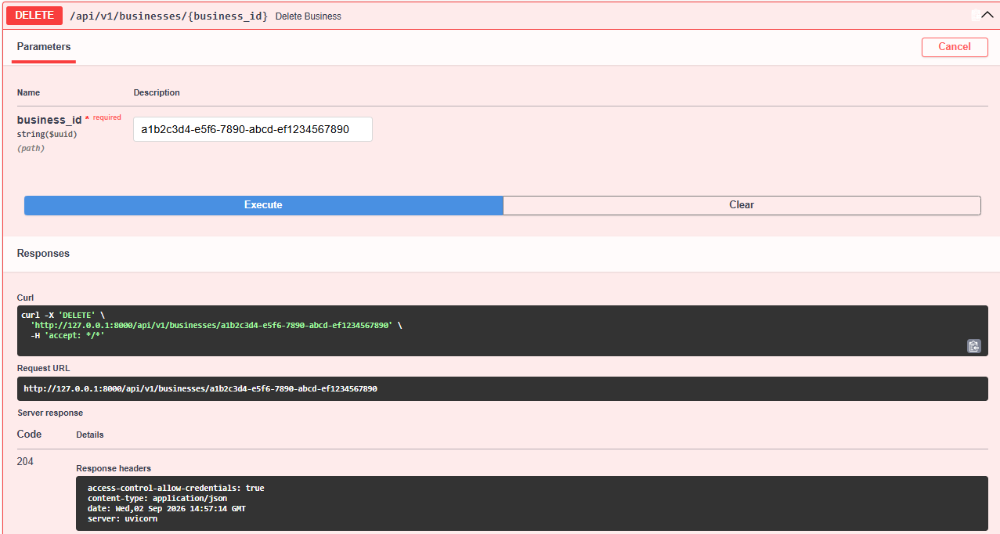 DELETE /api/v1/businesses/{business_id} Delete Business
Parameters
Cancel
Name Description
business_id * required
string($uuid)
(path)
a1b2c3d4-e5f6-7890-abcd-ef1234567890
Execute Clear
Responses
Curl
curl -X 'DELETE' \
'http://127.0.0.1:8000/api/v1/businesses/a1b2c3d4-e5f6-7890-abcd-ef1234567890' \
-H 'accept: */*'
Request URL
http://127.0.0.1:8000/api/v1/businesses/a1b2c3d4-e5f6-7890-abcd-ef1234567890
Server response
Code Details
204
Response headers
access-control-allow-credentials: true
content-type: application/json
date: Wed,02 Sep 2026 14:57:14 GMT
server: uvicorn